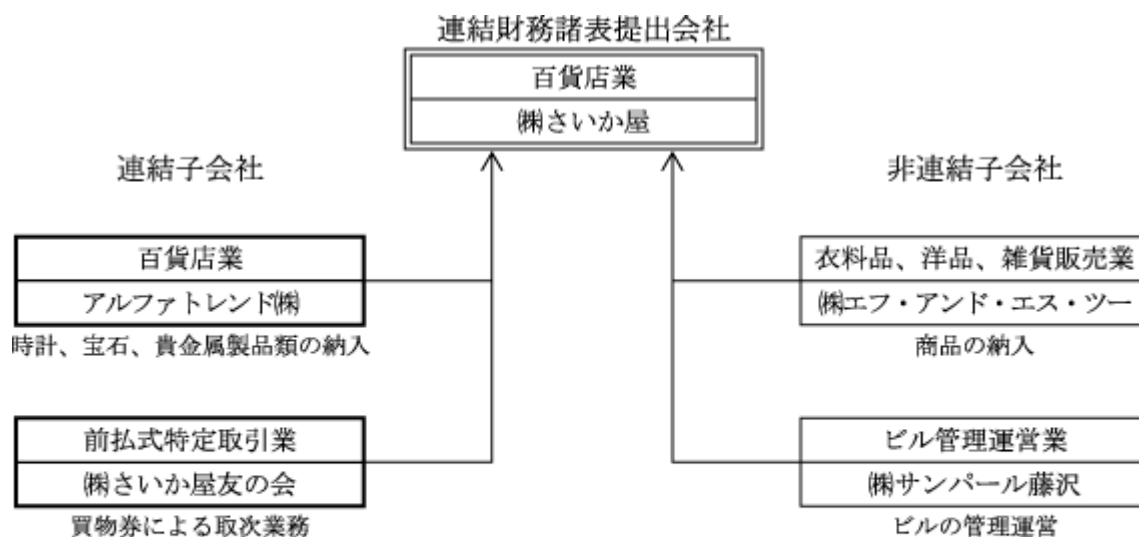 連結財務諸表提出会社
百貨店業
㈱さいか屋
連結子会社
非連結子会社
百貨店業
アルファトレンド㈱
時計、宝石、貴金属製品類の納入
衣料品、洋品、雑貨販売業
㈱エフ・アンド・エス・ツー
商品の納入
前払式特定取引業
㈱さいか屋友の会
買物券による取次業務
ビル管理運営業
㈱サンパール藤沢
ビルの管理運営